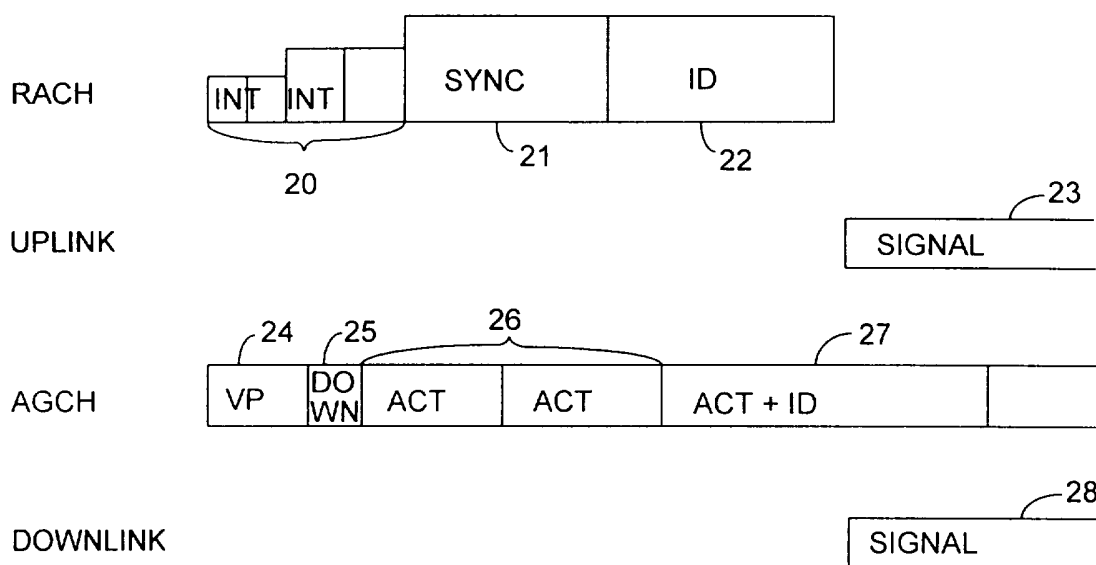 RACH
INT
INT
SYNC
ID
20
21
22
23
UPLINK
SIGNAL
24
25
26
27
AGCH
VP
DO
WN
ACT
ACT
ACT + ID
28
DOWNLINK
SIGNAL